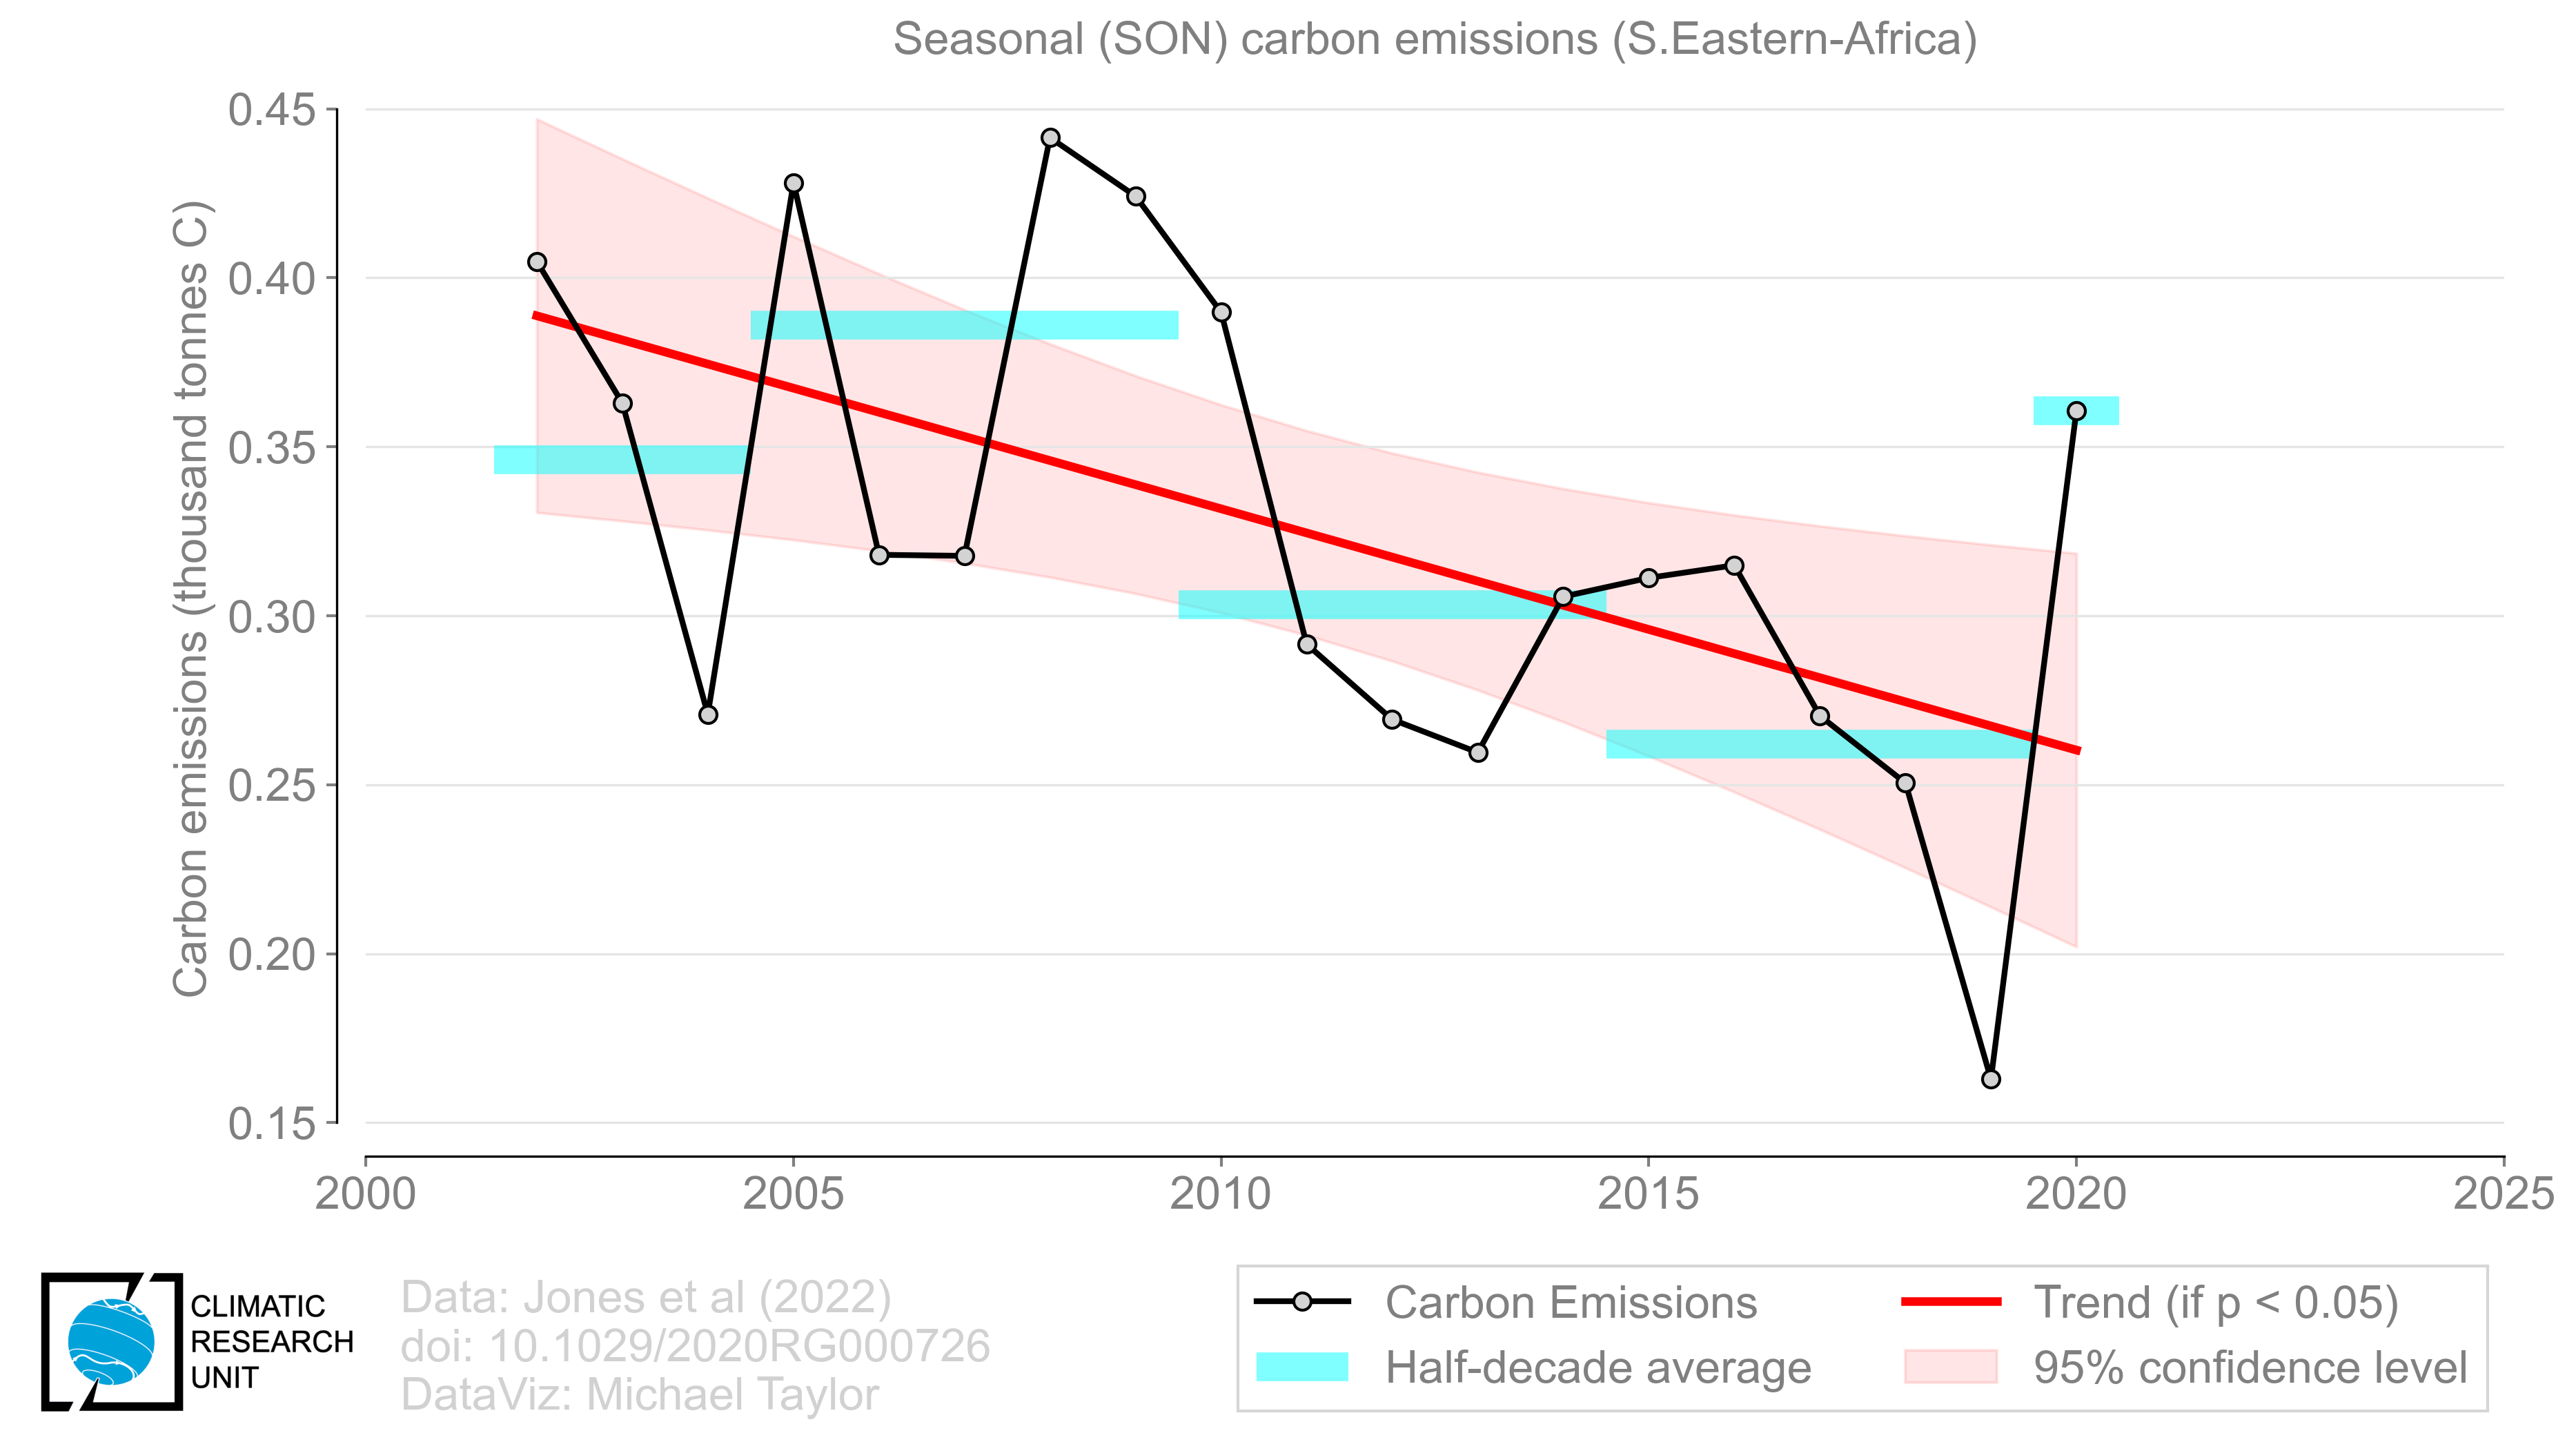 Seasonal (SON) carbon emissions (S.Eastern-Africa)
Carbon emissions (thousand tonnes C)
0.45
0.40
0.35
0.30
0.25
0.20
0.15
2000 2005 2010 2015 2020 2025
CLIMATIC
RESEARCH
UNIT
Data: Jones et al (2022)
doi: 10.1029/2020RG000726
DataViz: Michael Taylor
Carbon Emissions
Half-decade average
Trend (if p < 0.05)
95% confidence level